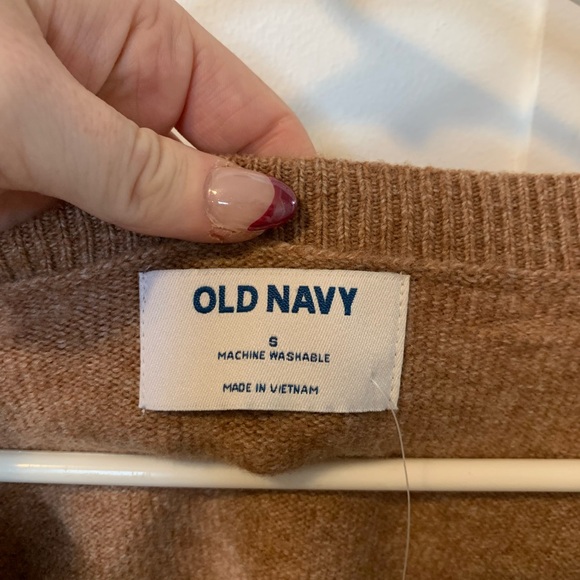 OLD NAVY
S
MACHINE WASHABLE
MADE IN VIETNAM